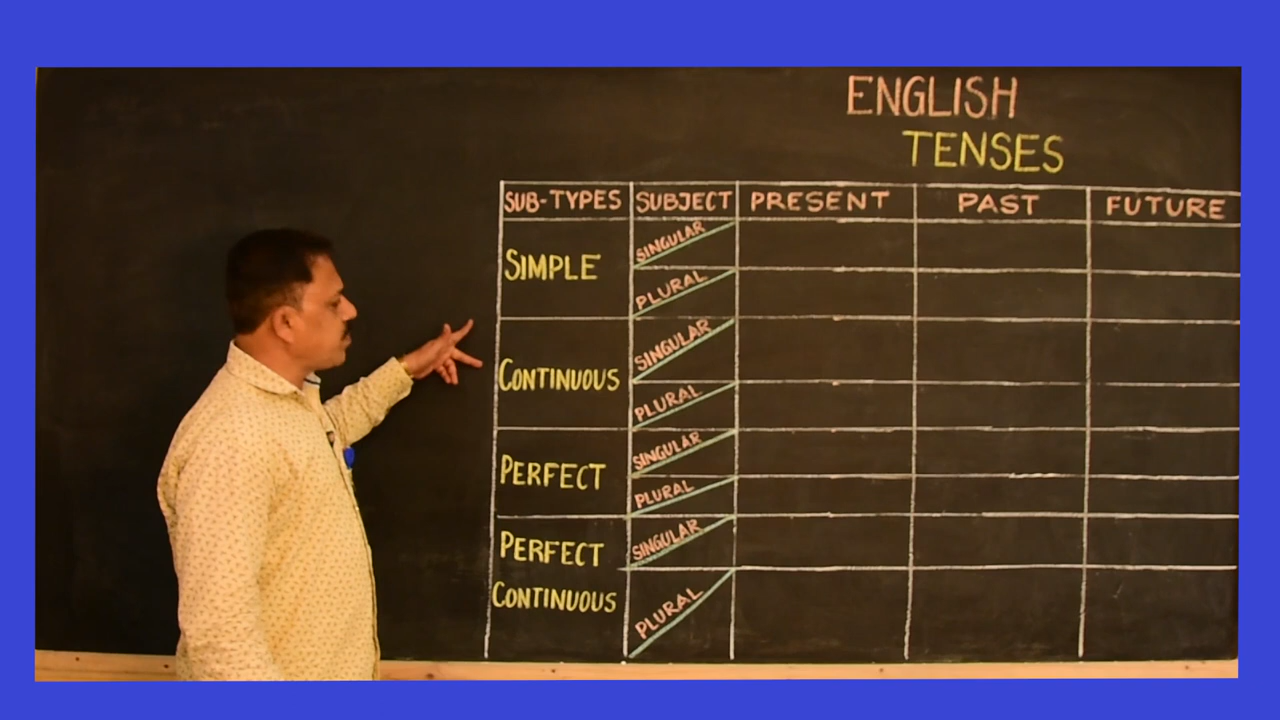 ENGLISH
TENSES
SUB-TYPES SUBJECT PRESENT PAST FUTURE
SIMPLE SINGULAR
PLURAL
CONTINUOUS SINGULAR
PLURAL
PERFECT SINGULAR
PLURAL
PERFECT SINGULAR
CONTINUOUS PLURAL